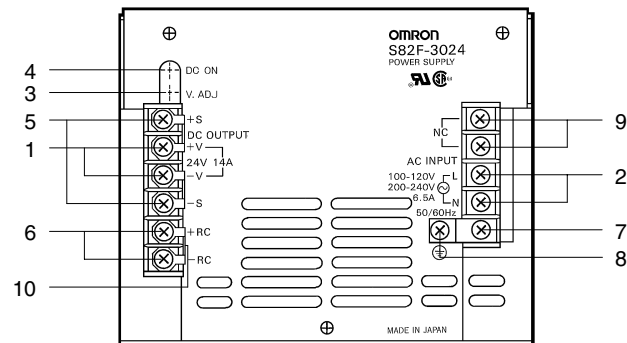 OMRON
S82F-3024
POWER SUPPLY
4
DC ON
3
V. ADJ
5
+S
DC OUTPUT
1
+V
24V 14A
-V
-S
6
+RC
-RC
10
NC
9
AC INPUT
100-120V
L
200-240V
2
6.5A
N
50/60Hz
7
8
MADE IN JAPAN